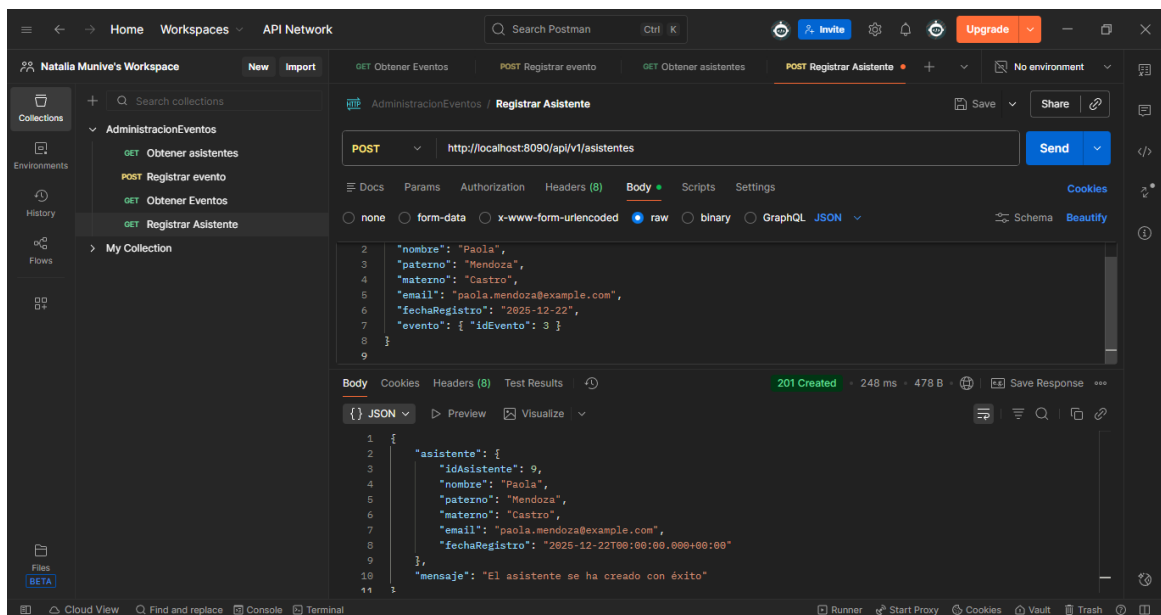 Home Workspaces API Network Search Postman Ctrl K Invite Upgrade
Natalia Munive's Workspace New Import GET Obtener Eventos POST Registrar evento GET Obtener asistentes POST Registrar Asistente No environment
Collections
Environments
History
Flows
Files
BETA
Search collections
AdministracionEventos
GET Obtener asistentes
POST Registrar evento
GET Obtener Eventos
GET Registrar Asistente
My Collection
HTTP AdministracionEventos / Registrar Asistente Save Share
POST http://localhost:8090/api/v1/asistentes Send
Docs Params Authorization Headers (8) Body Scripts Settings Cookies
none form-data x-www-form-urlencoded raw binary GraphQL JSON Schema Beautify
2 "nombre": "Paola",
3 "paterno": "Mendoza",
4 "materno": "Castro",
5 "email": "paola.mendoza@example.com",
6 "fechaRegistro": "2025-12-22",
7 "evento": { "idEvento": 3 }
8 }
9
Body Cookies Headers (8) Test Results 201 Created 248 ms 478 B e.g. Save Response
{} JSON Preview Visualize
1 {
2 "asistente": {
3 "idAsistente": 9,
4 "nombre": "Paola",
5 "paterno": "Mendoza",
6 "materno": "Castro",
7 "email": "paola.mendoza@example.com",
8 "fechaRegistro": "2025-12-22T00:00:00.000+00:00"
9 },
10 "mensaje": "El asistente se ha creado con éxito"
11 }
Cloud View Find and replace Console Terminal Runner Start Proxy Cookies Vault Trash